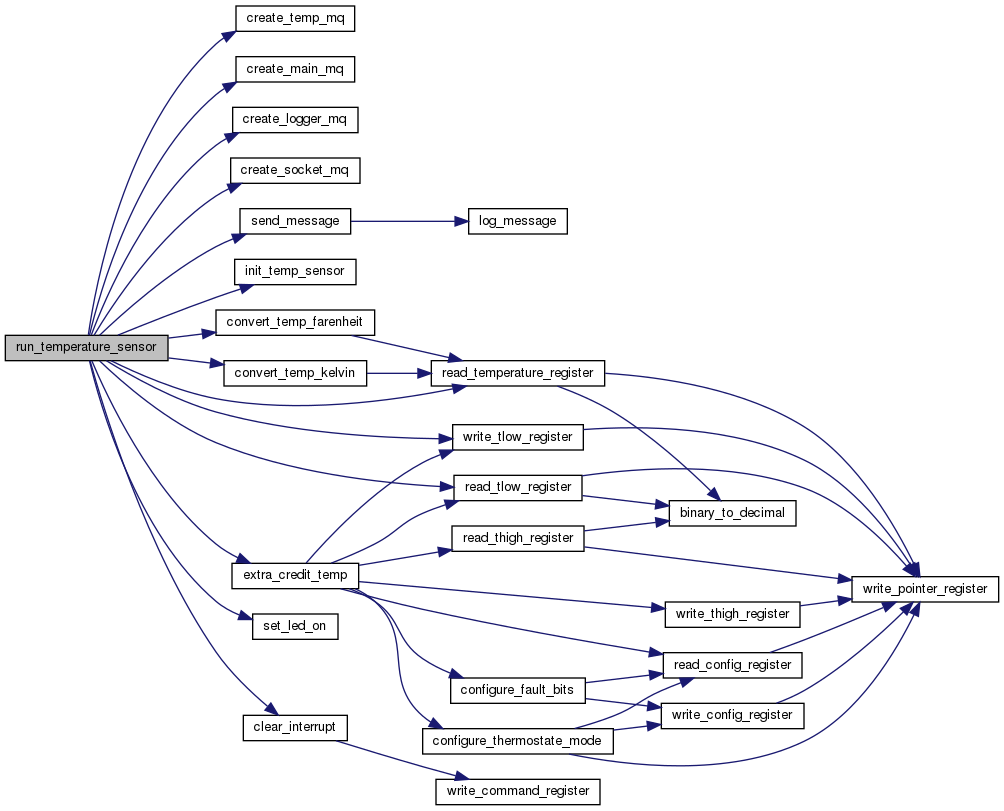 create_temp_mq
create_main_mq
create_logger_mq
create_socket_mq
send_message
log_message
init_temp_sensor
convert_temp_farenheit
run_temperature_sensor
convert_temp_kelvin
read_temperature_register
write_tlow_register
read_tlow_register
binary_to_decimal
read_thigh_register
extra_credit_temp
write_pointer_register
write_thigh_register
set_led_on
read_config_register
configure_fault_bits
write_config_register
clear_interrupt
configure_thermostate_mode
write_command_register